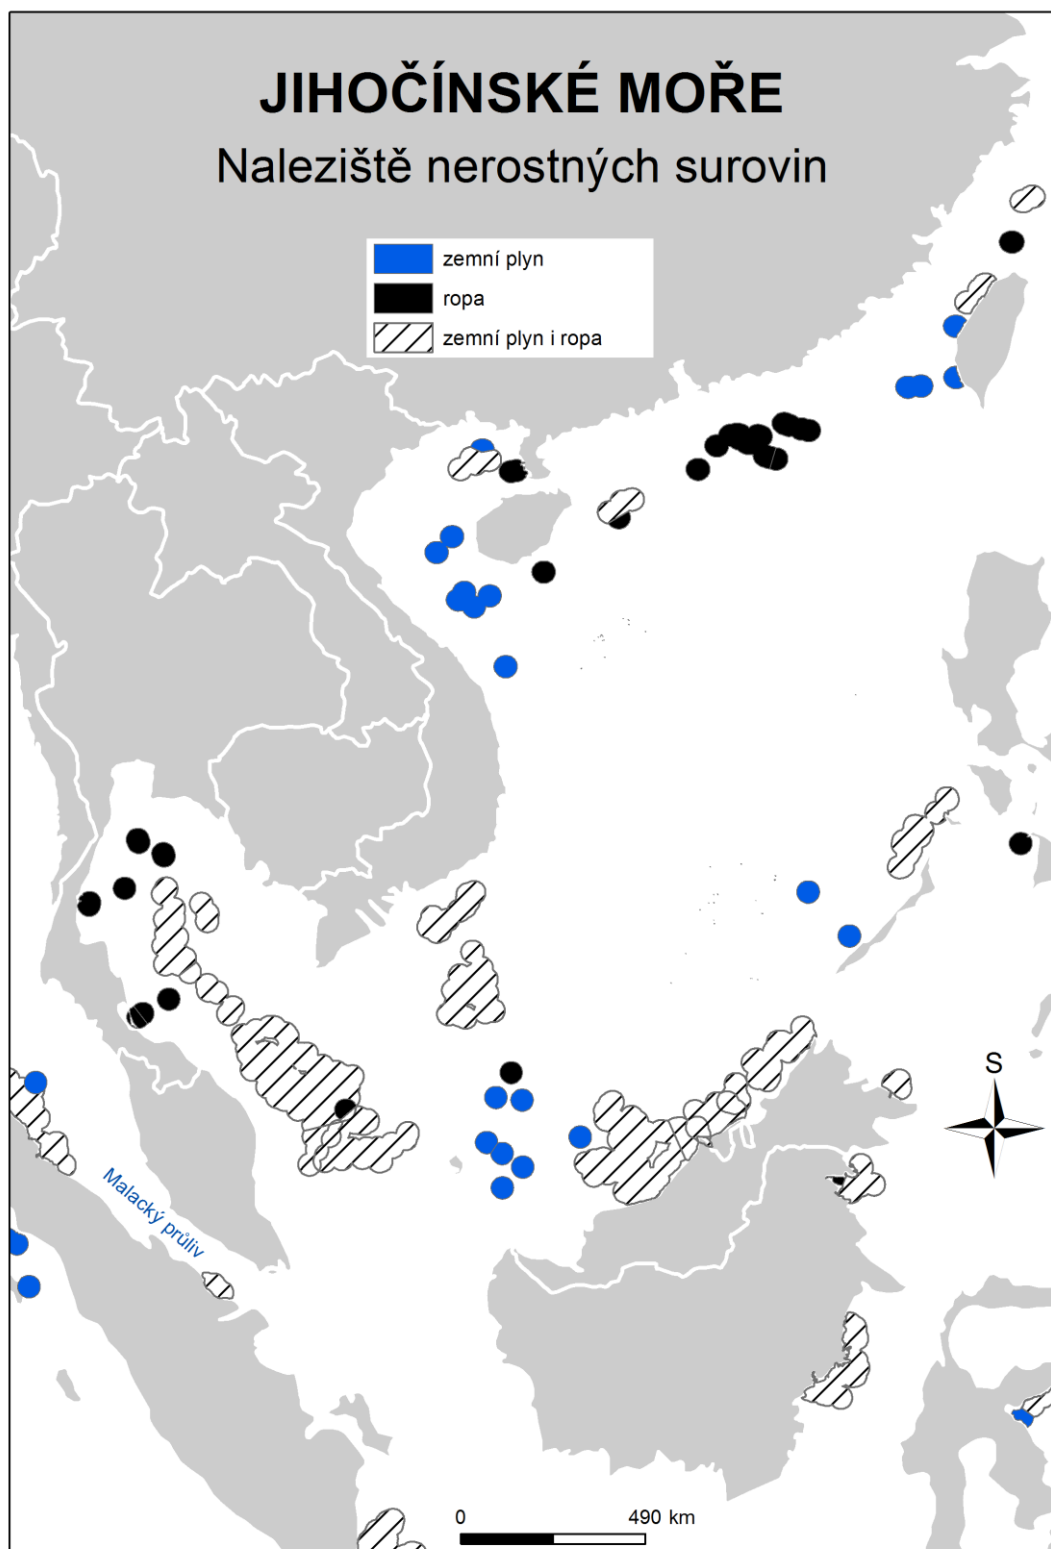 JIHOČÍNSKÉ MOŘE
Naleziště nerostných surovin
zemní plyn
ropa
zemní plyn i ropa
S
Malacký průliv
0 490 km